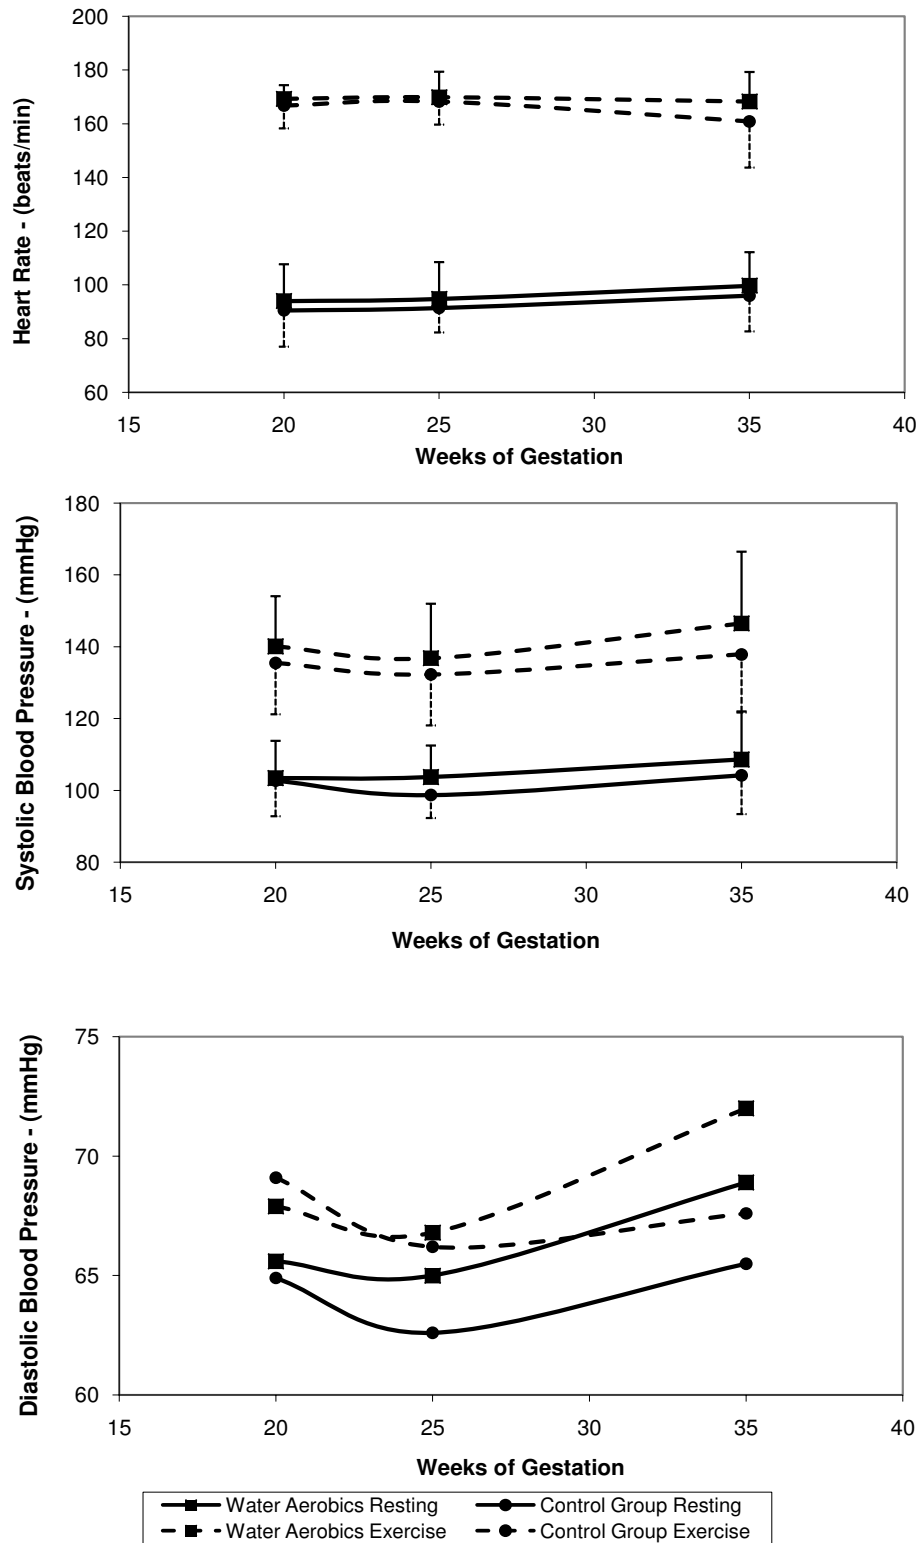 200
180
160
140
120
100
80
60
15 20 25 30 35 40
Heart Rate - (beats/min)
Weeks of Gestation
180
160
140
120
100
80
15 20 25 30 35 40
Systolic Blood Pressure - (mmHg)
Weeks of Gestation
75
70
65
60
15 20 25 30 35 40
Diastolic Blood Pressure - (mmHg)
Weeks of Gestation
Water Aerobics Resting Control Group Resting
Water Aerobics Exercise Control Group Exercise